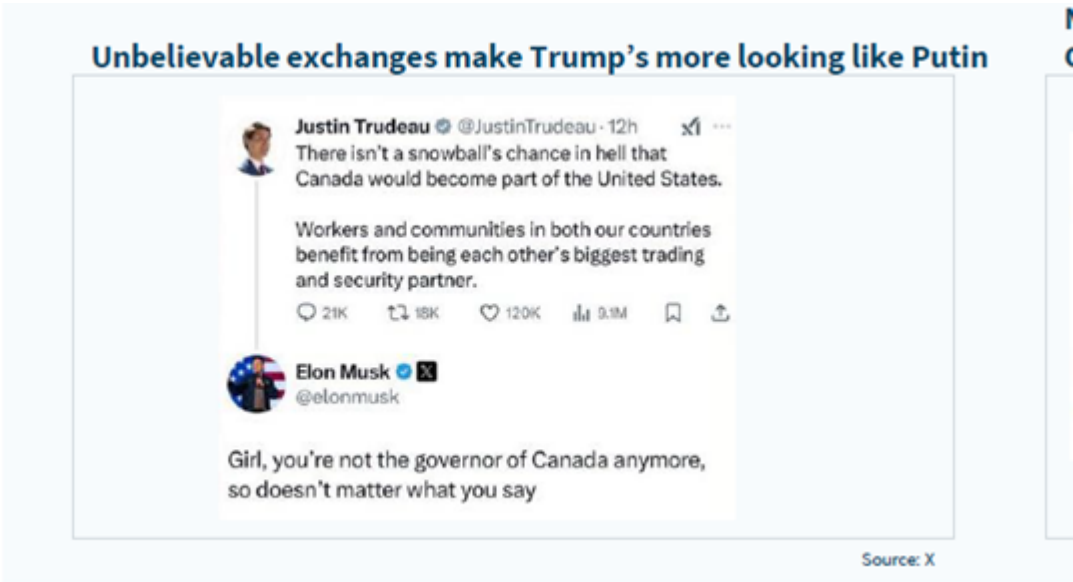 Unbelievable exchanges make Trump's more looking like Putin
Justin Trudeau @JustinTrudeau · 12h
There isn't a snowball's chance in hell that
Canada would become part of the United States.
Workers and communities in both our countries
benefit from being each other's biggest trading
and security partner.
21K 18K 120K 9.1M
Elon Musk X
@elonmusk
Girl, you're not the governor of Canada anymore,
so doesn't matter what you say
Source: X